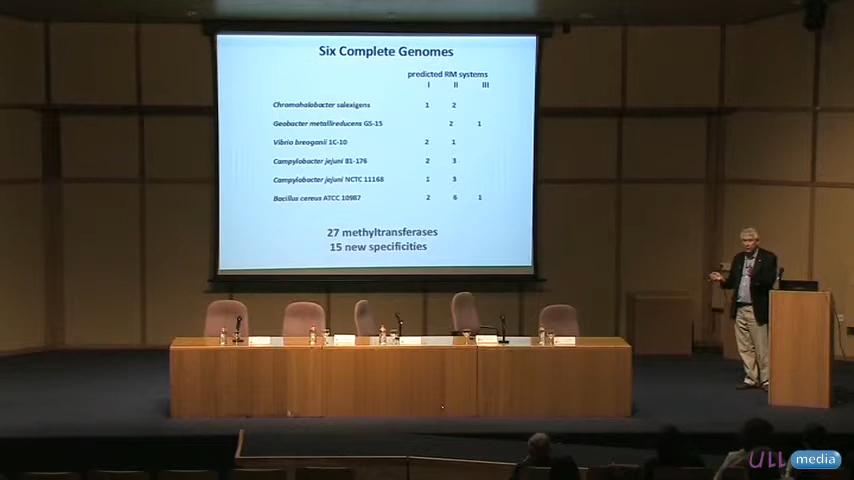 Six Complete Genomes
predicted RM systems
I II III
Chromohalobacter salexigens 1 2
Geobacter metallireducens GS-15 2 1
Vibrio breoganii 1C-10 2 1
Campylobacter jejuni 81-176 2 3
Campylobacter jejuni NCTC 11168 1 3
Bacillus cereus ATCC 10987 2 6 1
27 methyltransferases
15 new specificities
ULL media